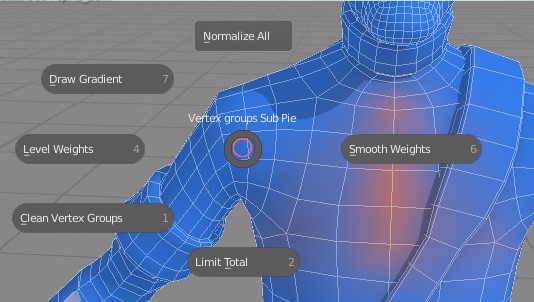 Normalize All
Draw Gradient 7
Vertex groups Sub Pie
Level Weights 4
Smooth Weights 6
Clean Vertex Groups 1
Limit Total 2